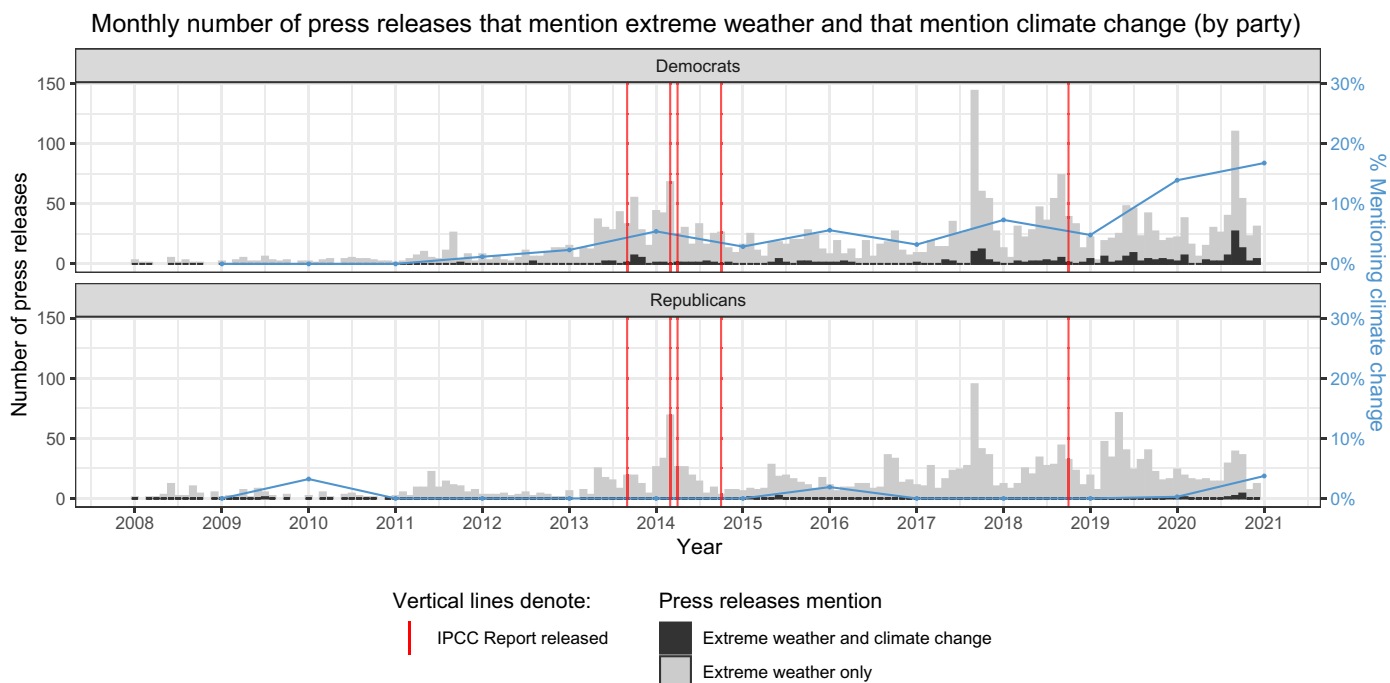 Monthly number of press releases that mention extreme weather and that mention climate change (by party)
Democrats
150
100
50
0
30%
20%
10%
0%
Republicans
150
100
50
0
30%
20%
10%
0%
Number of press releases
% Mentioning climate change
2008 2009 2010 2011 2012 2013 2014 2015 2016 2017 2018 2019 2020 2021
Year
Vertical lines denote:
IPCC Report released
Press releases mention
Extreme weather and climate change
Extreme weather only